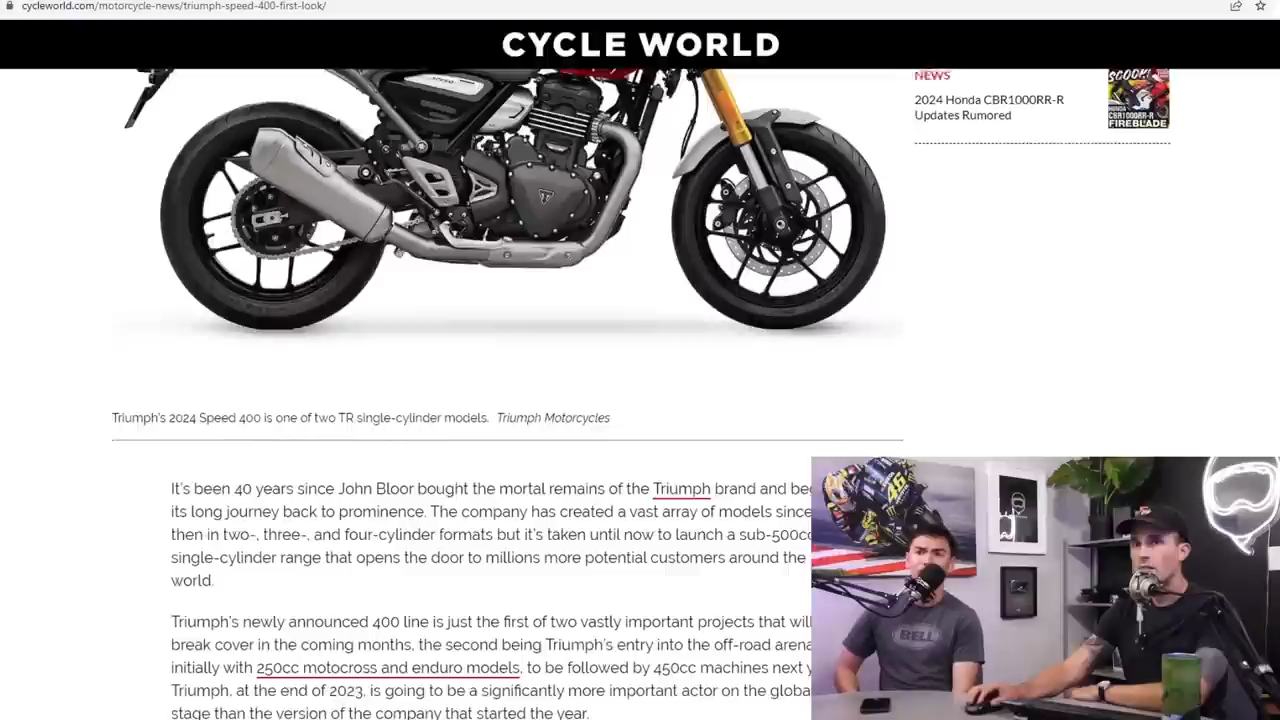 cycleworld.com/motorcycle-news/triumph-speed-400-first-look/
CYCLE WORLD
NEWS
2024 Honda CBR1000RR-R
Updates Rumored
SCOOP!
HONDA
CBR1000RR-R
FIREBLADE
SPEED
Triumph's 2024 Speed 400 is one of two TR single-cylinder models. Triumph Motorcycles
It's been 40 years since John Bloor bought the mortal remains of the Triumph brand and be
its long journey back to prominence. The company has created a vast array of models since
then in two-, three-, and four-cylinder formats but it's taken until now to launch a sub-500cc
single-cylinder range that opens the door to millions more potential customers around the
world.
Triumph's newly announced 400 line is just the first of two vastly important projects that will
break cover in the coming months, the second being Triumph's entry into the off-road arena
initially with 250cc motocross and enduro models, to be followed by 450cc machines next y
Triumph, at the end of 2023, is going to be a significantly more important actor on the globa
stage than the version of the company that started the year.
46
BELL